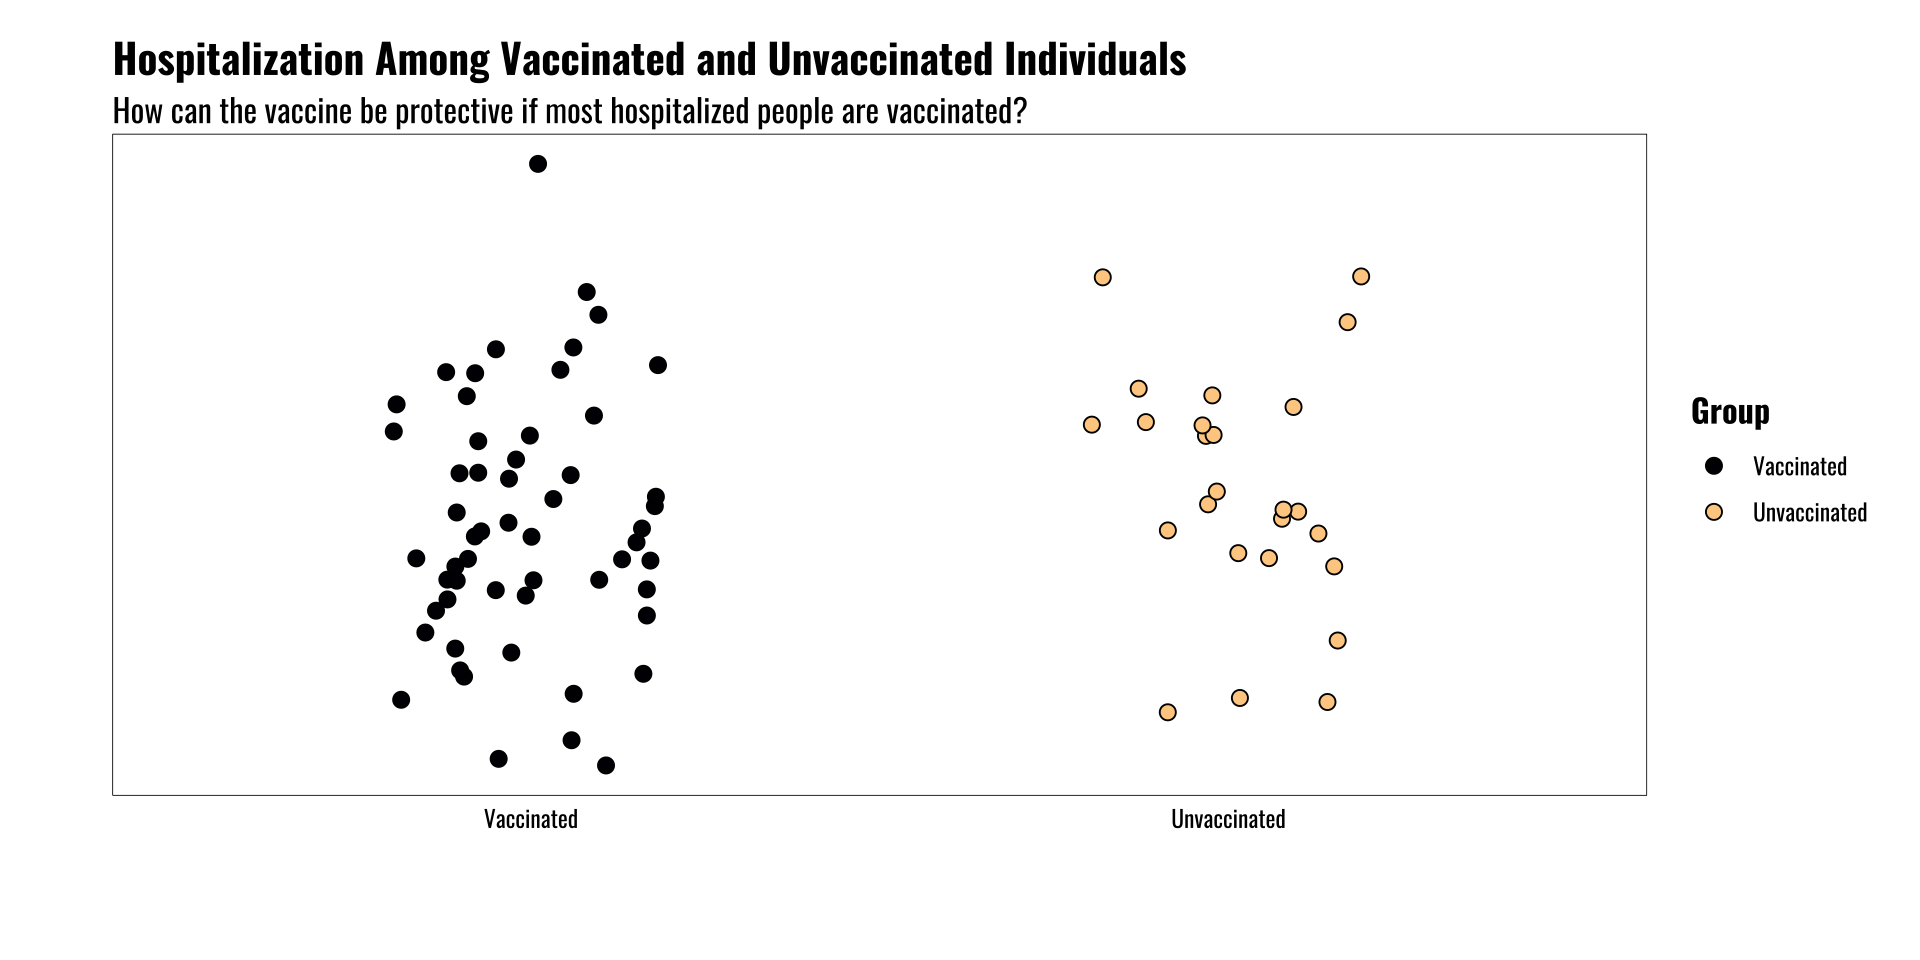 Hospitalization Among Vaccinated and Unvaccinated Individuals
How can the vaccine be protective if most hospitalized people are vaccinated?
Group
Vaccinated
Unvaccinated
Vaccinated
Unvaccinated